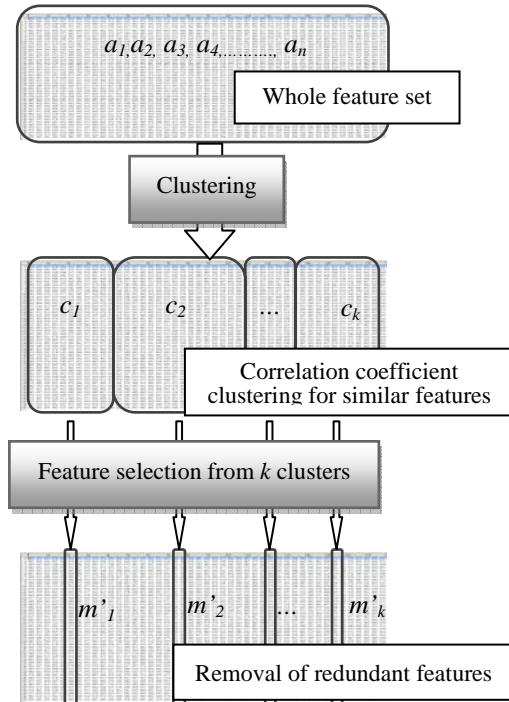 a1,a2, a3, a4,.........., an
Whole feature set
Clustering
c1 c2 ... ck
Correlation coefficient
clustering for similar features
Feature selection from k clusters
m'1 m'2 ... m'k
Removal of redundant features